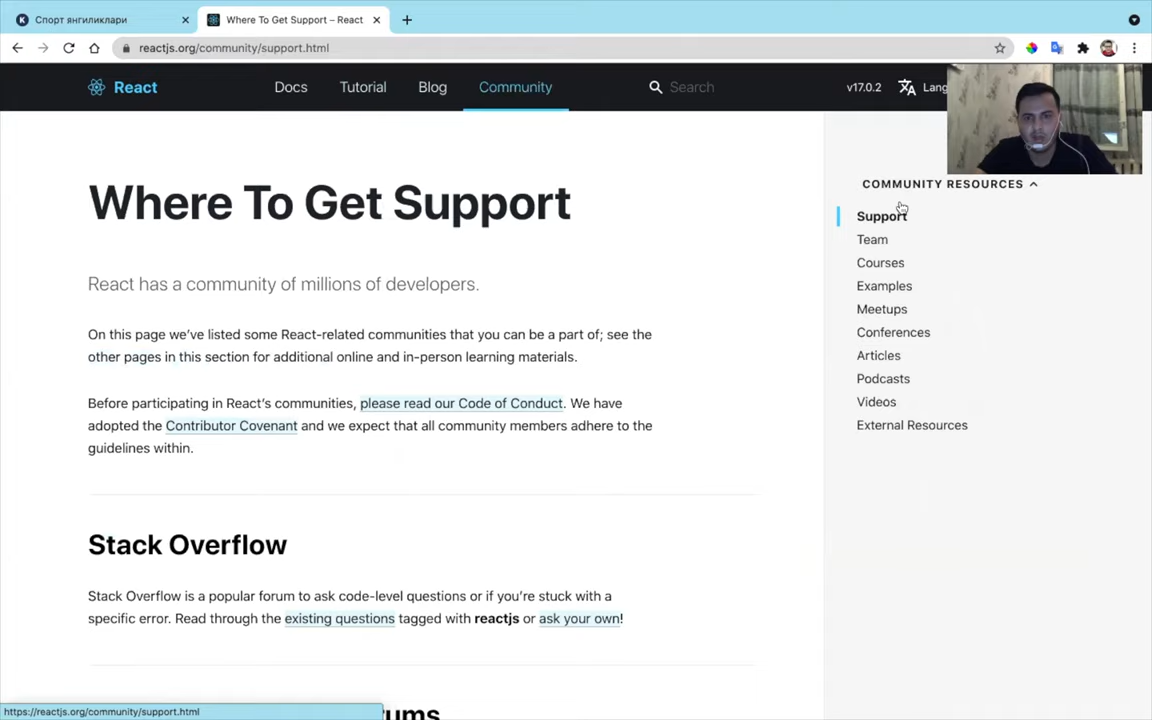 Спорт янгиликлари
Where To Get Support – React
reactjs.org/community/support.html
React
Docs
Tutorial
Blog
Community
Search
v17.0.2
Lang
Where To Get Support
React has a community of millions of developers.
On this page we’ve listed some React-related communities that you can be a part of; see the
other pages in this section for additional online and in-person learning materials.
Before participating in React’s communities, please read our Code of Conduct. We have
adopted the Contributor Covenant and we expect that all community members adhere to the
guidelines within.
Stack Overflow
Stack Overflow is a popular forum to ask code-level questions or if you’re stuck with a
specific error. Read through the existing questions tagged with reactjs or ask your own!
COMMUNITY RESOURCES
Support
Team
Courses
Examples
Meetups
Conferences
Articles
Podcasts
Videos
External Resources
https://reactjs.org/community/support.html